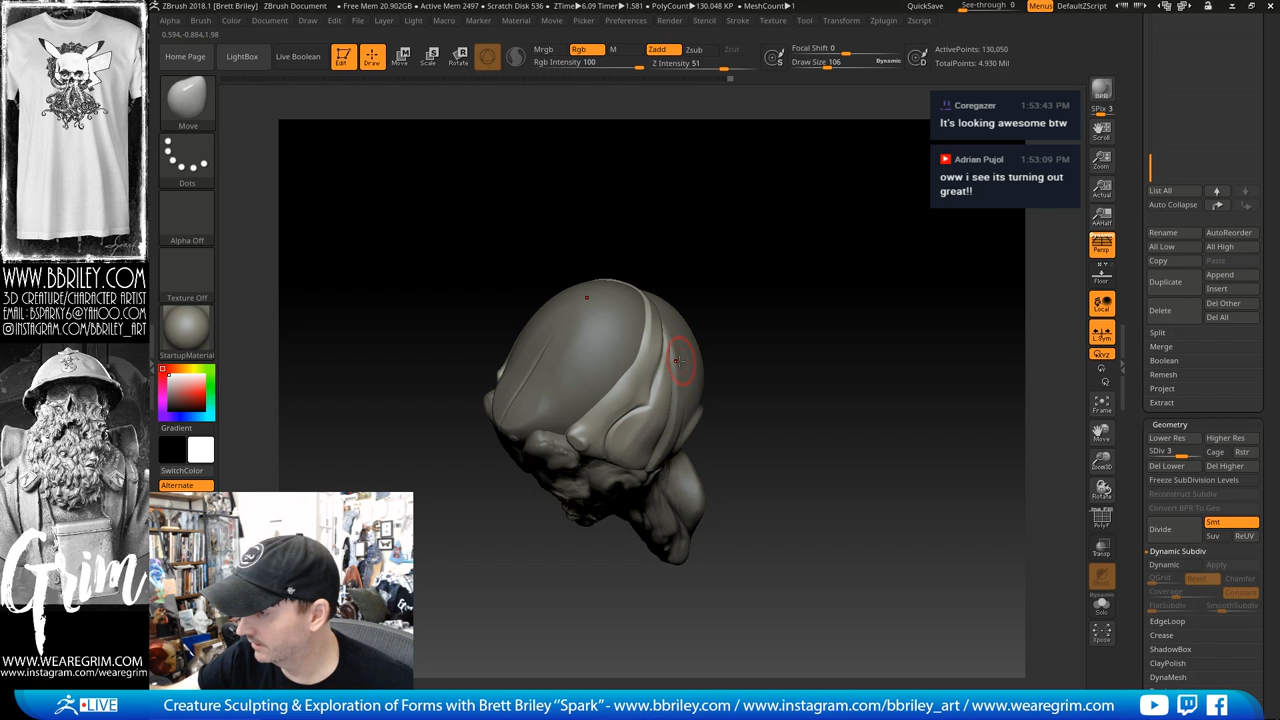 ZBrush 2018.1 [Brett Briley]
ZBrush Document
• Free Mem 20.902GB • Active Mem 2497 • Scratch Disk 536 • ZTime▸6.09 Timer▸1.581 • PolyCount▸130.048 KP • MeshCount▸1
QuickSave
See-through 0
Menus
DefaultZScript
Alpha Brush Color Document Draw Edit File Layer Light Macro Marker Material Movie Picker Preferences Render Stencil Stroke Texture Tool Transform Zplugin Zscript
0.594,-0.884,1.98
Home Page
LightBox
Live Boolean
Edit
Draw
Move
Scale
Rotate
Mrgb
Rgb
M
Rgb Intensity 100
Zadd
Zsub
Zcut
Z Intensity 51
Focal Shift 0
Draw Size 106
Dynamic
ActivePoints: 130,050
TotalPoints: 4.930 Mil
Move
Dots
Alpha Off
Texture Off
StartupMaterial
Gradient
SwitchColor
Alternate
Coregazer 1:53:43 PM
It's looking awesome btw
Adrian Pujol 1:53:09 PM
oww i see its turning out
great!!
BPR
SPix 3
Scroll
Zoom
Actual
AAHalf
Persp
Floor
Local
L.Sym
Frame
Move
Zoom3D
Rotate
PolyF
Transp
Dynamic
Solo
Xpose
List All
Auto Collapse
Rename
AutoReorder
All Low
All High
Copy
Paste
Duplicate
Append
Insert
Delete
Del Other
Del All
Split
Merge
Boolean
Remesh
Project
Extract
Geometry
Lower Res
Higher Res
SDiv 3
Cage
Rstr
Del Lower
Del Higher
Freeze SubDivision Levels
Reconstruct Subdiv
Convert BPR To Geo
Divide
Smt
Suv
ReUV
Dynamic Subdiv
Dynamic
Apply
QGrid
Bevel
Chamfer
Coverage
Constant
FlatSubdiv
SmoothSubdiv
EdgeLoop
Crease
ShadowBox
ClayPolish
DynaMesh
WWW.BBRILEY.COM
3D CREATURE/CHARACTER ARTIST
EMAIL: BSPARKY6@YAHOO.COM
INSTAGRAM.COM/BBRILEY_ART
Grim
WWW.WEAREGRIM.COM
www.instagram.com/wearegrim
LIVE
Creature Sculpting & Exploration of Forms with Brett Briley "Spark" - www.bbriley.com / www.instagram.com/bbriley_art / www.wearegrim.com